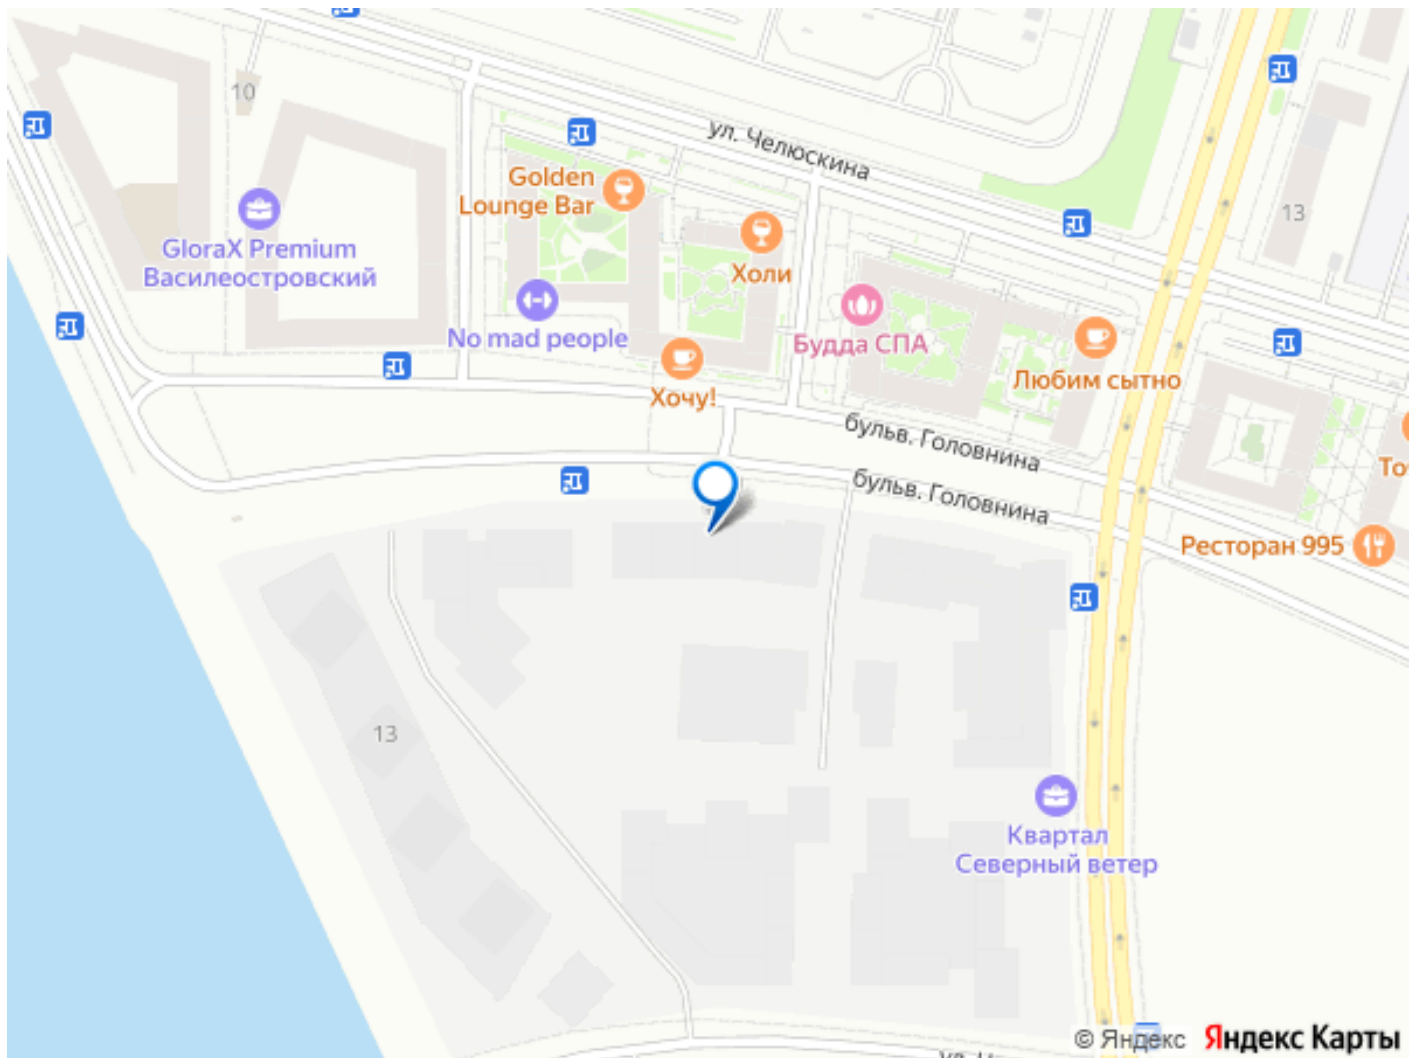 10
ул. Челюскина
Golden
Lounge Bar
13
GloraX Premium
Василеостровский
Холи
No mad people
Будда СПА
Любим сытно
Хочу!
бульв. Головнина
бульв. Головнина
Ресторан 995
13
Квартал
Северный ветер
© Яндекс Яндекс Карты